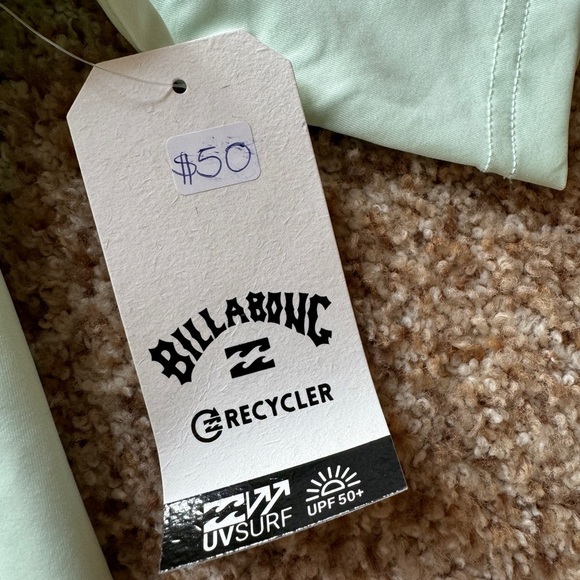 $50
BILLABONG
RECYCLER
UVSURF
UPF 50+